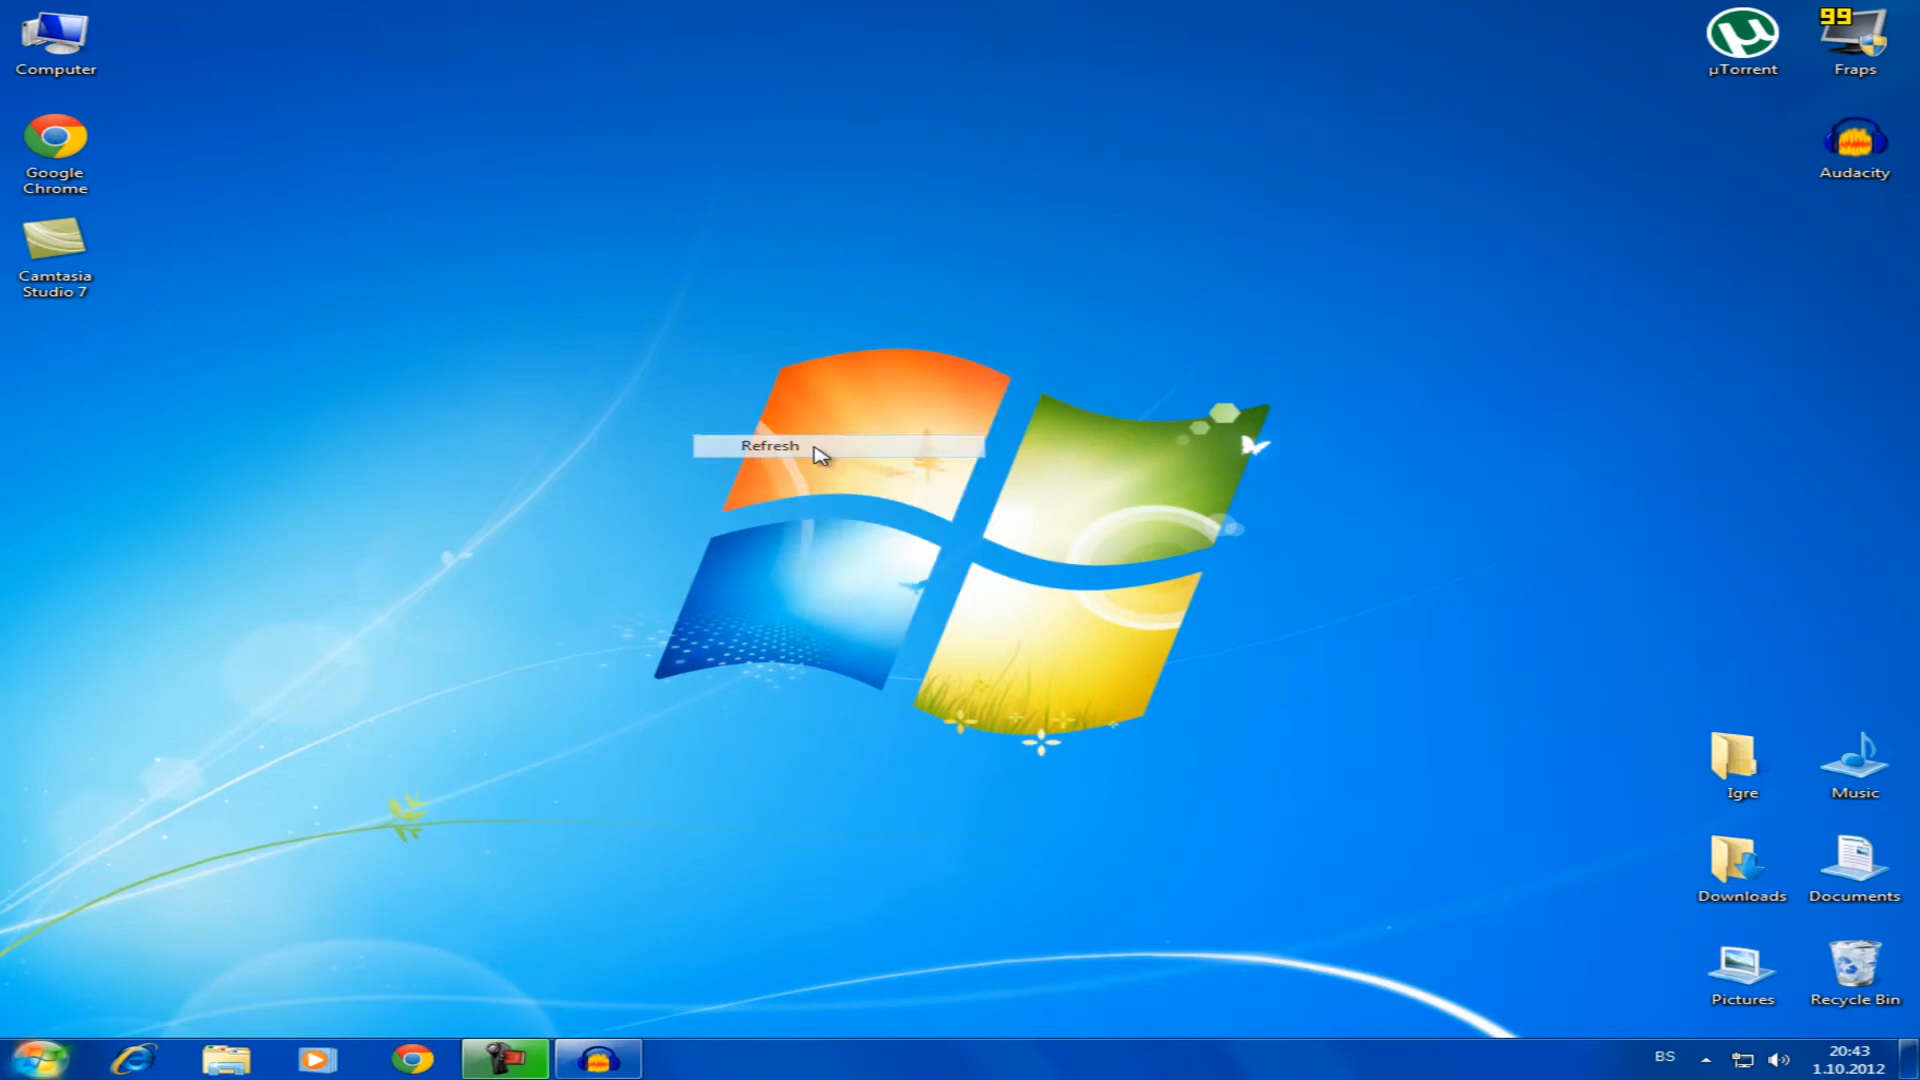 Computer
Google
Chrome
Camtasia
Studio 7
µTorrent
99
Fraps
Audacity
Refresh
Igre
Music
Downloads
Documents
Pictures
Recycle Bin
BS
20:43
1.10.2012